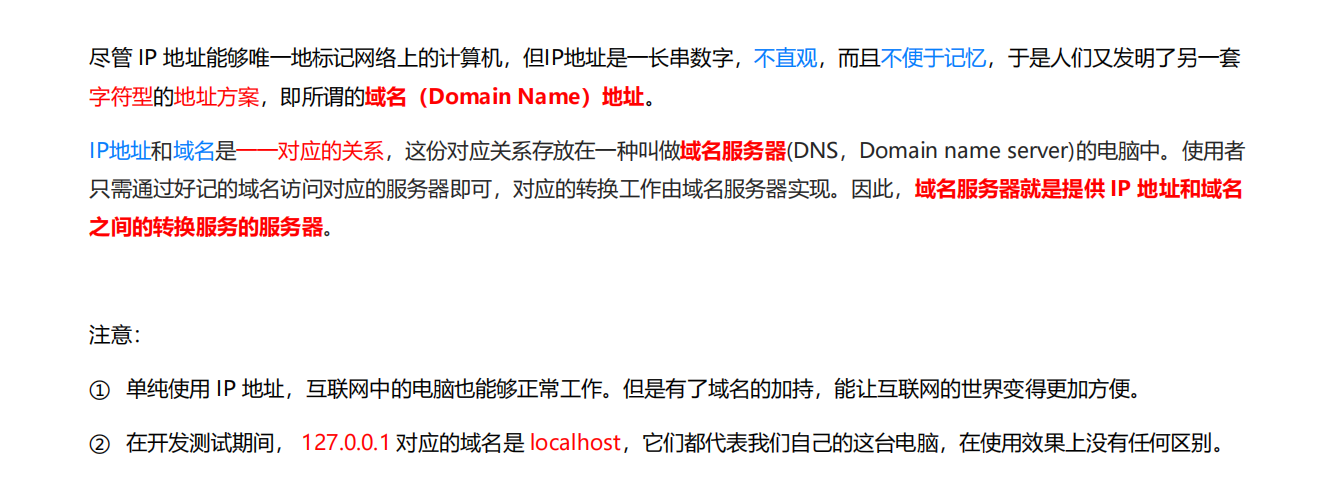 尽管 IP 地址能够唯一地标记网络上的计算机，但IP地址是一长串数字，不直观，而且不便于记忆，于是人们又发明了另一套
字符型的地址方案，即所谓的域名（Domain Name）地址。
IP地址和域名是一一对应的关系，这份对应关系存放在一种叫做域名服务器(DNS，Domain name server)的电脑中。使用者
只需通过好记的域名访问对应的服务器即可，对应的转换工作由域名服务器实现。因此，域名服务器就是提供 IP 地址和域名
之间的转换服务的服务器。
注意：
① 单纯使用 IP 地址，互联网中的电脑也能够正常工作。但是有了域名的加持，能让互联网的世界变得更加方便。
② 在开发测试期间， 127.0.0.1 对应的域名是 localhost，它们都代表我们自己的这台电脑，在使用效果上没有任何区别。